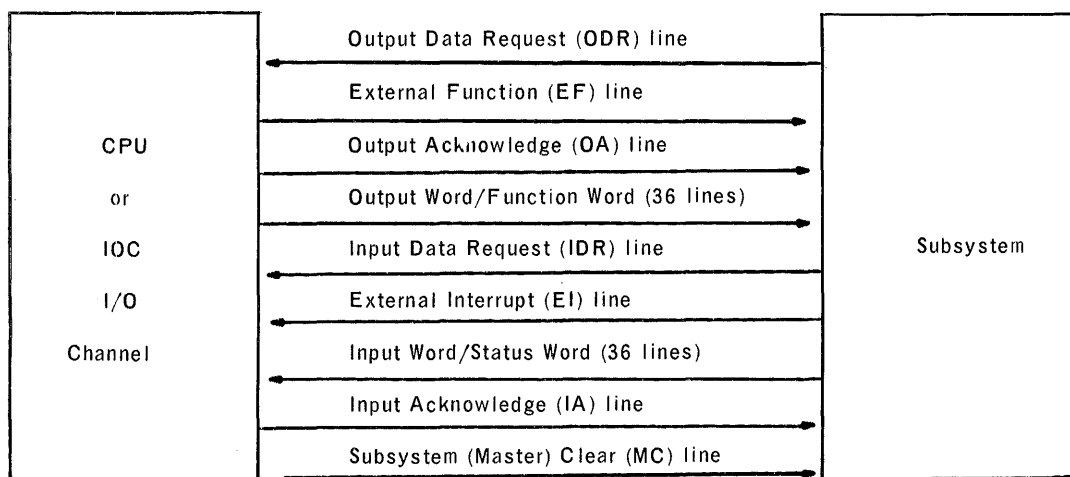 Output Data Request (ODR) line
External Function (EF) line
CPU
Output Acknowledge (OA) line
or
Output Word/Function Word (36 lines)
IOC
Input Data Request (IDR) line
Subsystem
I/O
External Interrupt (EI) line
Channel
Input Word/Status Word (36 lines)
Input Acknowledge (IA) line
Subsystem (Master) Clear (MC) line